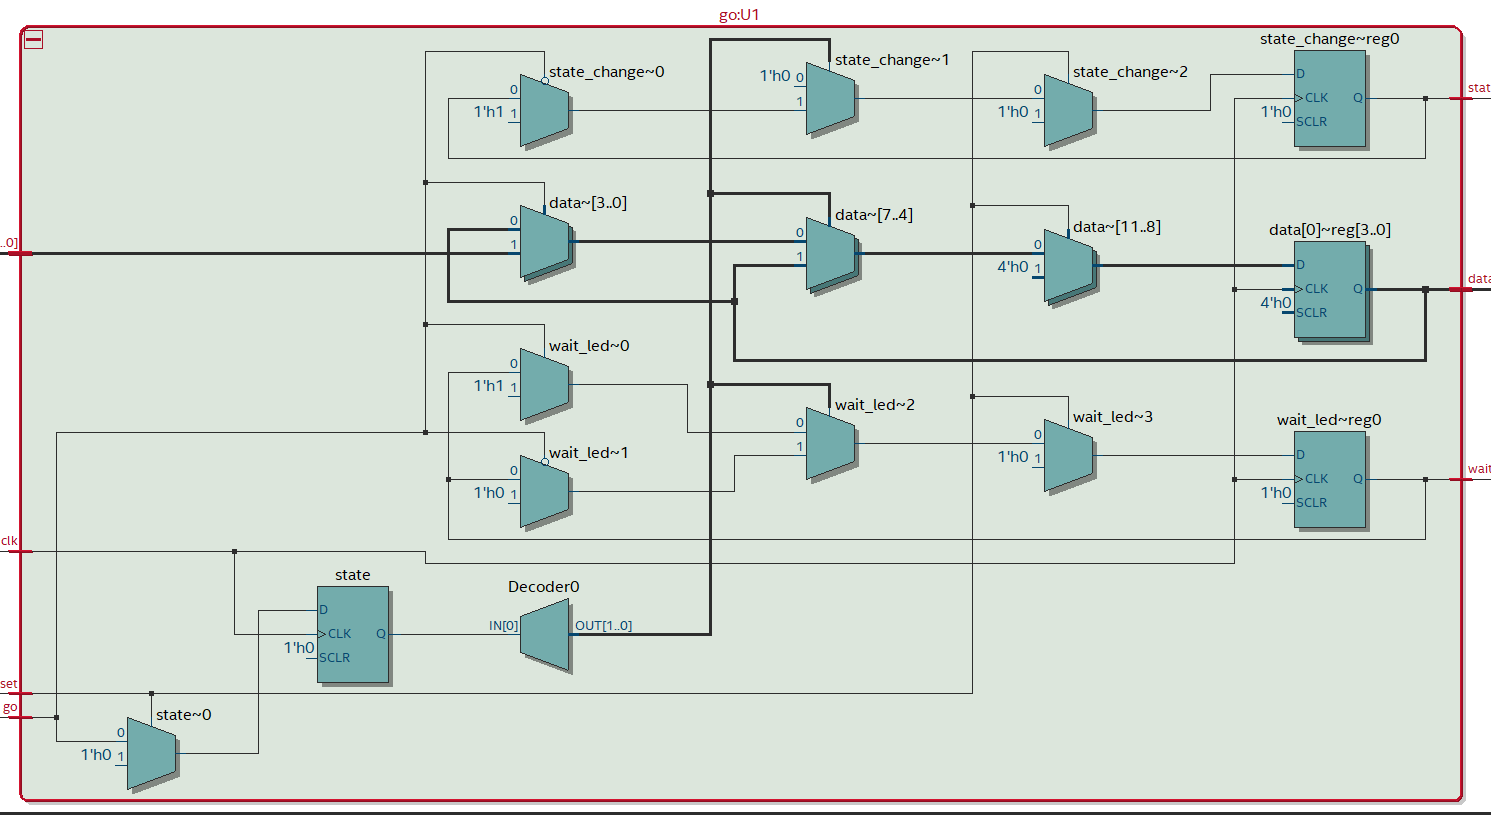 go:U1
state_change~reg0
state_change~0
state_change~1
state_change~2
1'h0 0
1
0
1'h1 1
0
1'h0 1
D
CLK
Q
1'h0
SCLR
stat
data~[3..0]
data~[7..4]
data~[11..8]
data[0]~reg[3..0]
0
1
0
1
0
4'h0 1
D
CLK
Q
4'h0
SCLR
..0]
data
wait_led~0
0
1'h1 1
wait_led~2
0
1
wait_led~3
0
1'h0 1
wait_led~reg0
D
CLK
Q
1'h0
SCLR
wait
wait_led~1
0
1'h0 1
clk
state
D
CLK
Q
1'h0
SCLR
Decoder0
IN[0]
OUT[1..0]
set
go
state~0
0
1'h0 1